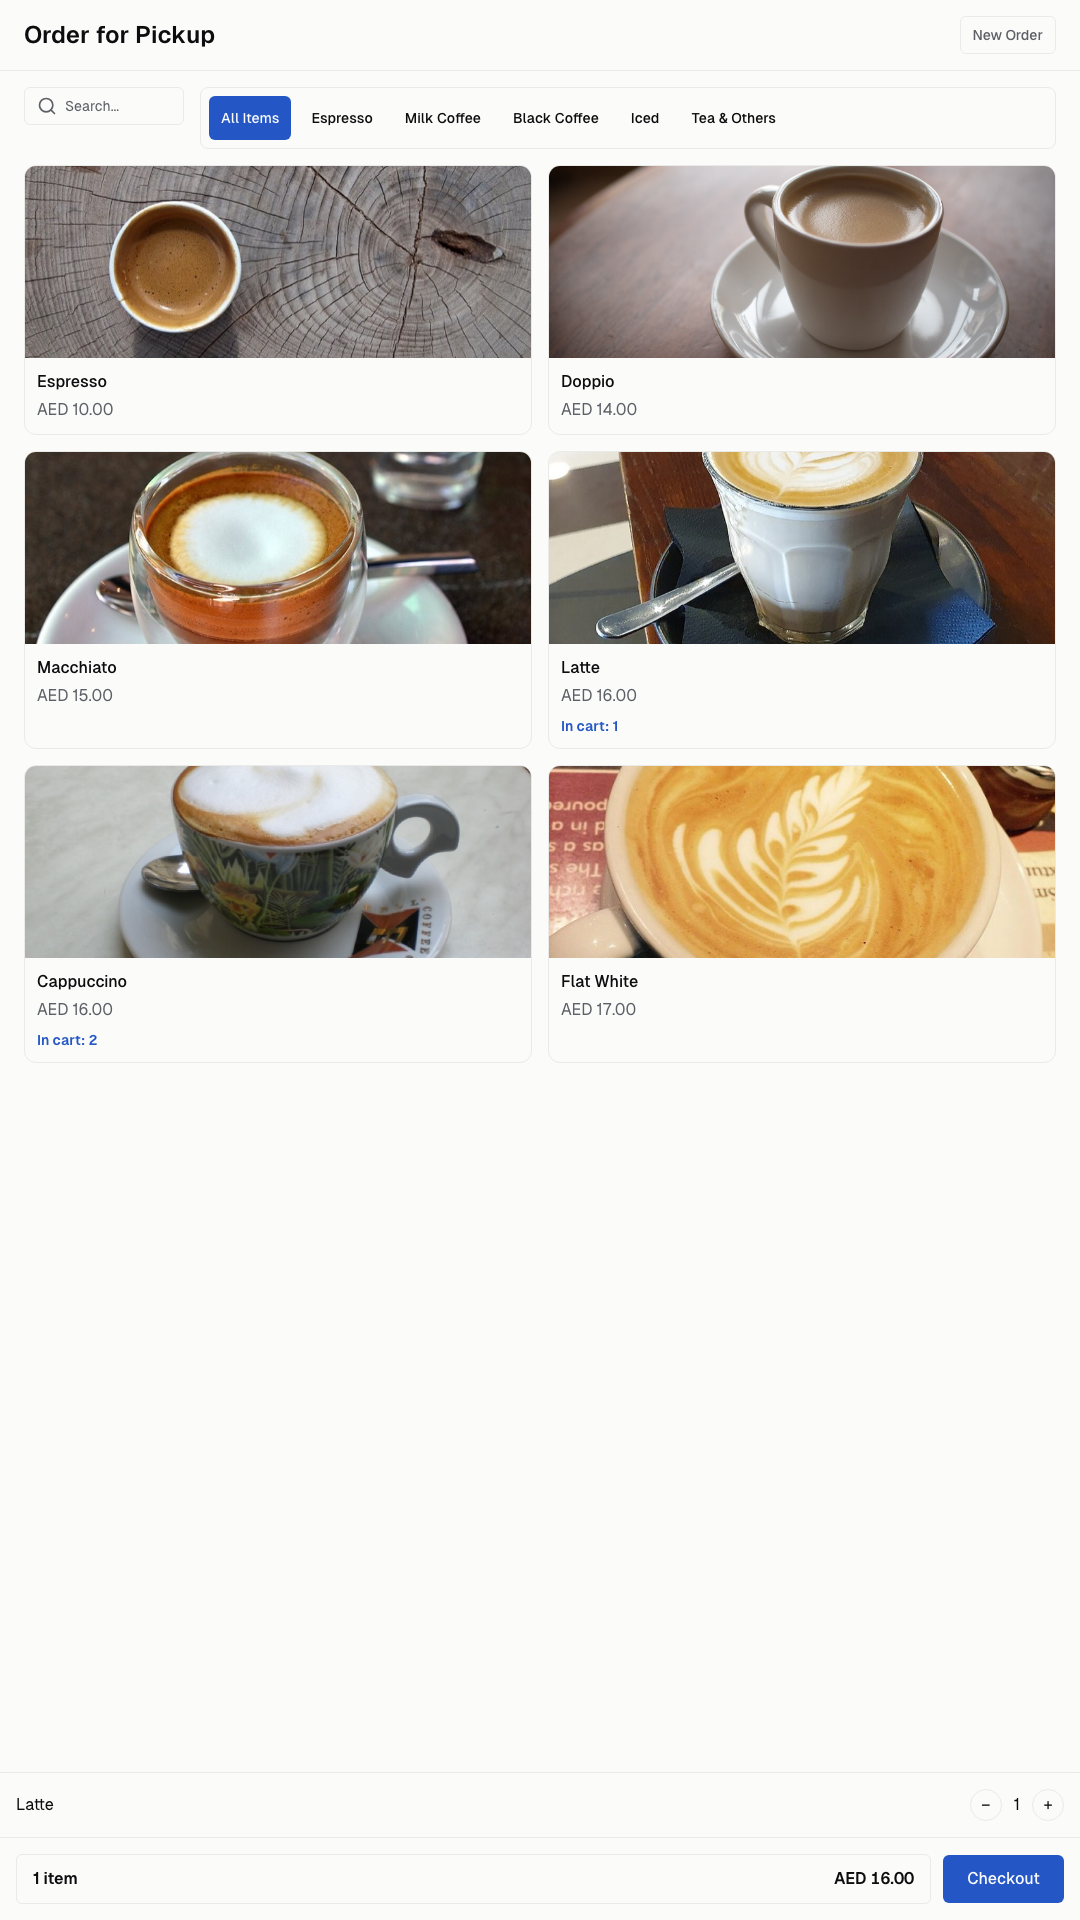 Order for Pickup
New Order
Search...
All Items
Espresso
Milk Coffee
Black Coffee
Iced
Tea & Others
Espresso
AED 10.00
Doppio
AED 14.00
Macchiato
AED 15.00
Latte
AED 16.00
In cart: 1
COFFEE
Cappuccino
AED 16.00
In cart: 2
Flat White
AED 17.00
Latte
−
1
+
1 item
AED 16.00
Checkout